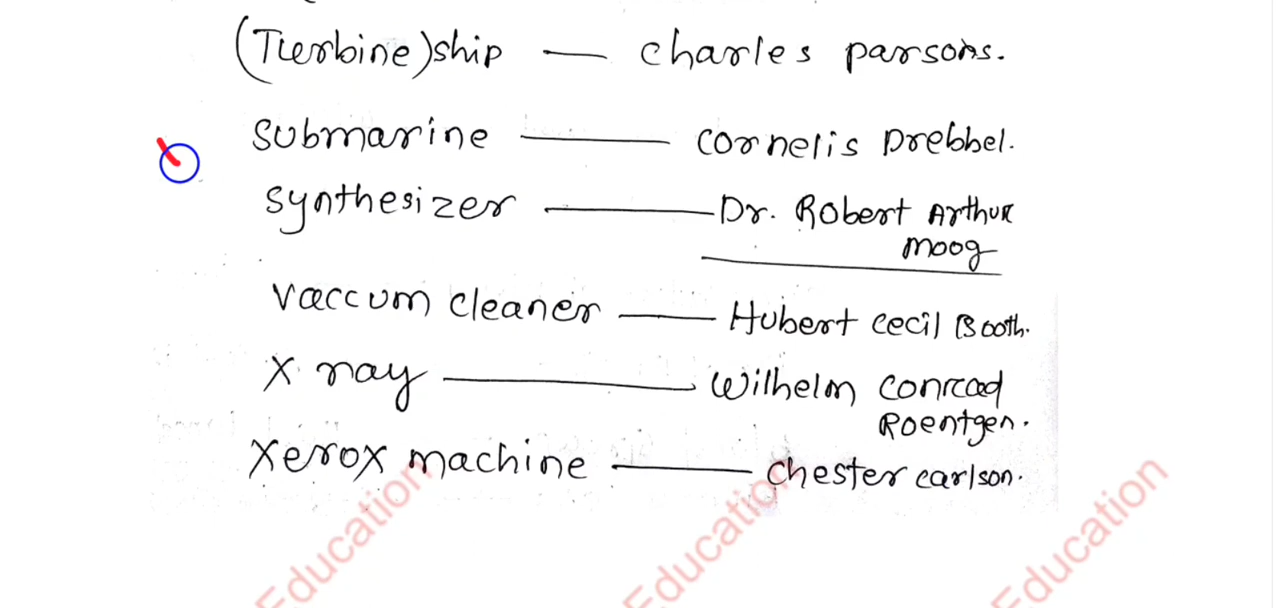 (Turbine)ship — Charles parsons.
Submarine — Cornelis Drebbel.
Synthesizer — Dr. Robert Arthur
moog
Vaccum cleaner — Hubert Cecil Booth.
X ray — Wilhelm Conrad
Roentgen.
Xerox machine — Chester carlson.
Education Education Education